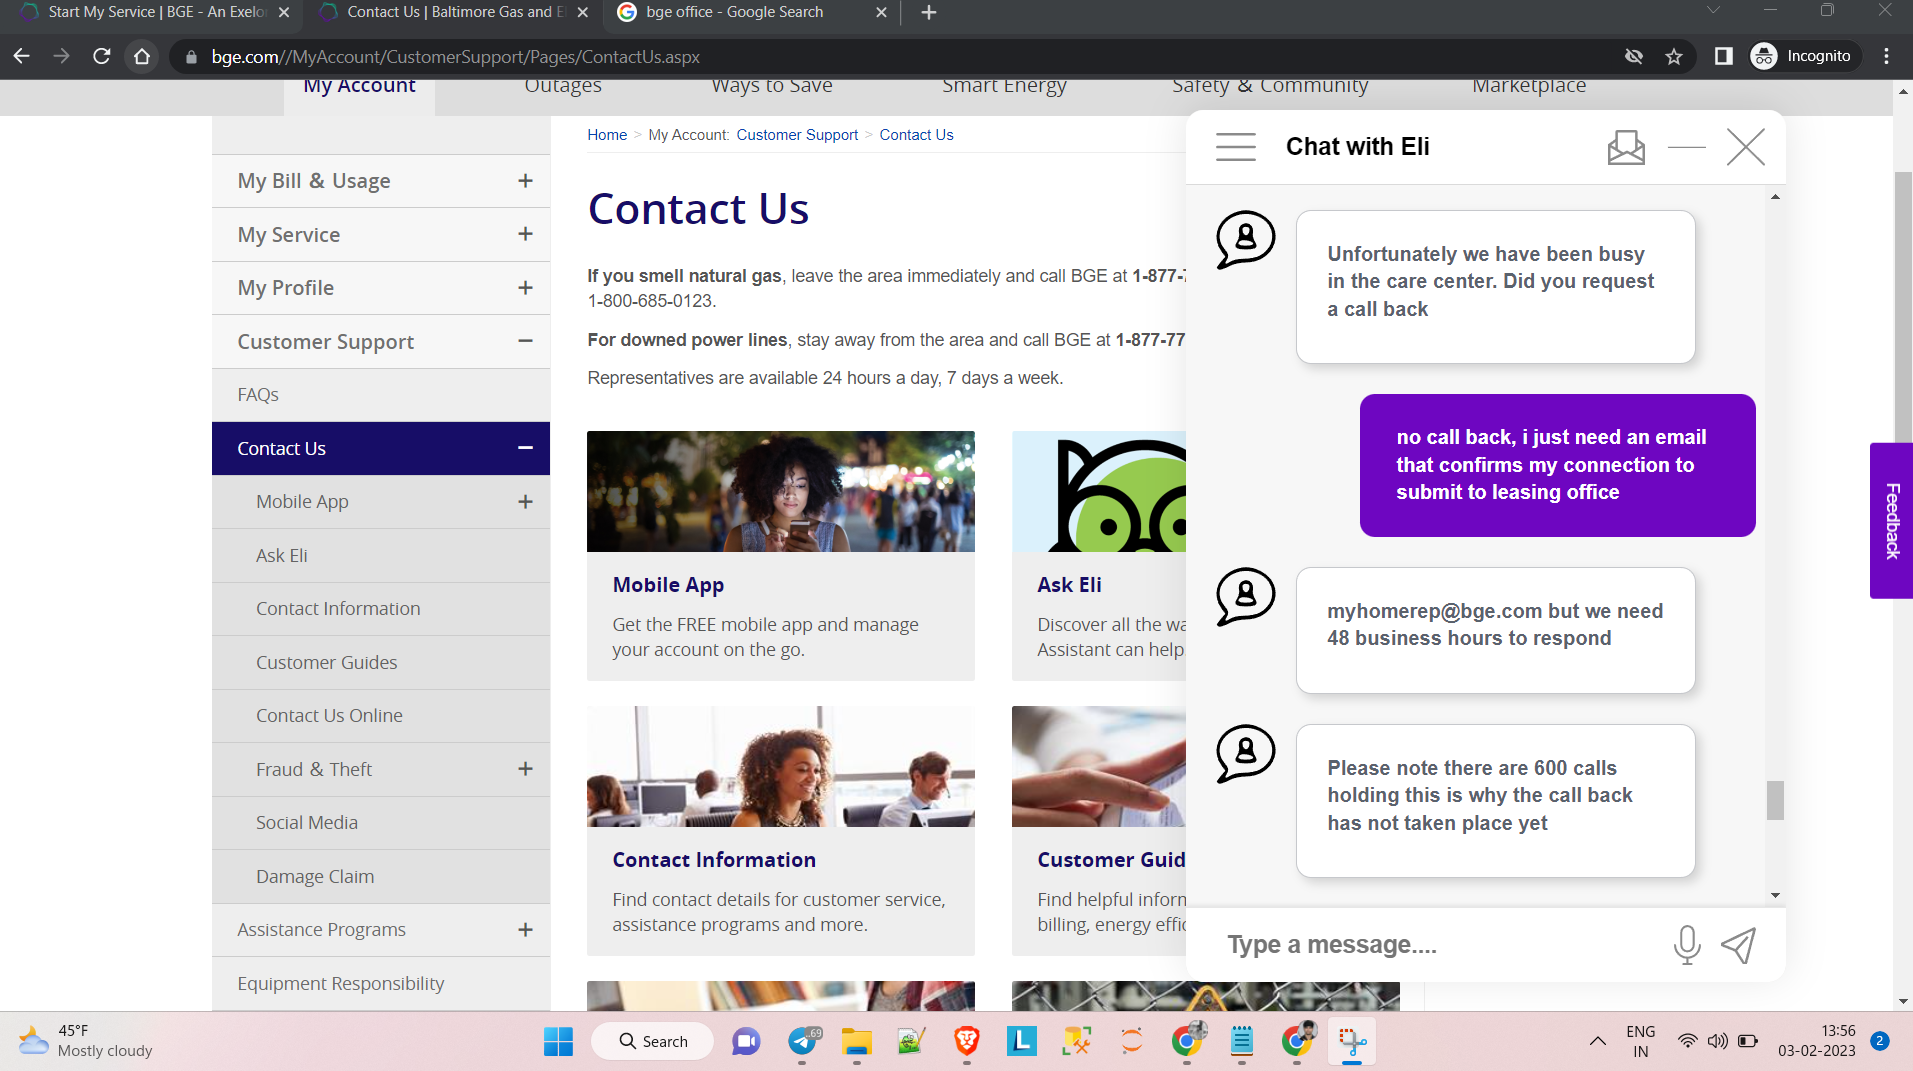 Start My Service | BGE - An Exelo
Contact Us | Baltimore Gas and E
bge office - Google Search
bge.com//MyAccount/CustomerSupport/Pages/ContactUs.aspx
Incognito
My Account
Outages
Ways to Save
Smart Energy
Safety & Community
Marketplace
Home > My Account: Customer Support > Contact Us
My Bill & Usage
My Service
My Profile
Customer Support
FAQs
Contact Us
Mobile App
Ask Eli
Contact Information
Customer Guides
Contact Us Online
Fraud & Theft
Social Media
Damage Claim
Assistance Programs
Equipment Responsibility
Contact Us
If you smell natural gas, leave the area immediately and call BGE at 1-877-7
1-800-685-0123.
For downed power lines, stay away from the area and call BGE at 1-877-77
Representatives are available 24 hours a day, 7 days a week.
Mobile App
Get the FREE mobile app and manage
your account on the go.
Ask Eli
Discover all the wa
Assistant can help
Contact Information
Find contact details for customer service,
assistance programs and more.
Customer Guid
Find helpful inforn
billing, energy effic
Chat with Eli
Unfortunately we have been busy
in the care center. Did you request
a call back
no call back, i just need an email
that confirms my connection to
submit to leasing office
myhomerep@bge.com but we need
48 business hours to respond
Please note there are 600 calls
holding this is why the call back
has not taken place yet
Type a message....
Feedback
45°F
Mostly cloudy
Search
69
L
ENG
IN
13:56
03-02-2023
2